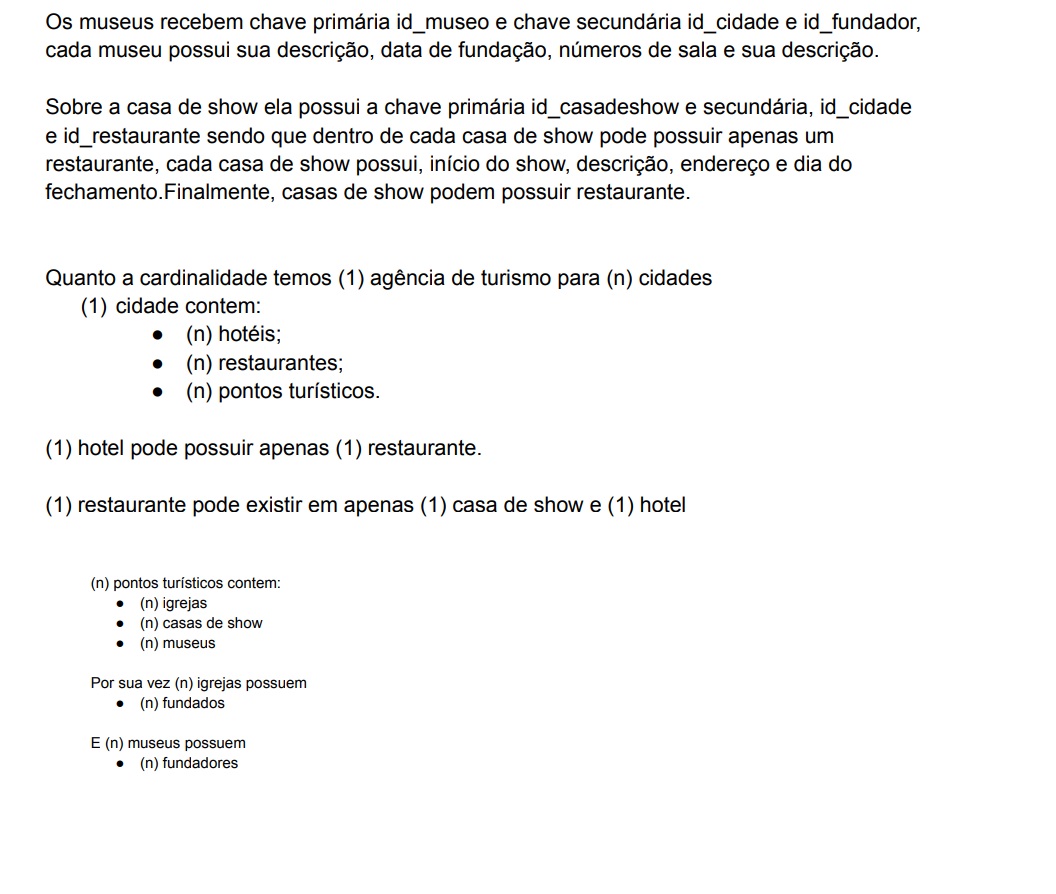 Os museus recebem chave primária id_museo e chave secundária id_cidade e id_fundador,
cada museu possui sua descrição, data de fundação, números de sala e sua descrição.
Sobre a casa de show ela possui a chave primária id_casadeshow e secundária, id_cidade
e id_restaurante sendo que dentro de cada casa de show pode possuir apenas um
restaurante, cada casa de show possui, início do show, descrição, endereço e dia do
fechamento.Finalmente, casas de show podem possuir restaurante.
Quanto a cardinalidade temos (1) agência de turismo para (n) cidades
(1) cidade contem:
● (n) hotéis;
● (n) restaurantes;
● (n) pontos turísticos.
(1) hotel pode possuir apenas (1) restaurante.
(1) restaurante pode existir em apenas (1) casa de show e (1) hotel
(n) pontos turísticos contem:
● (n) igrejas
● (n) casas de show
● (n) museus
Por sua vez (n) igrejas possuem
● (n) fundados
E (n) museus possuem
● (n) fundadores